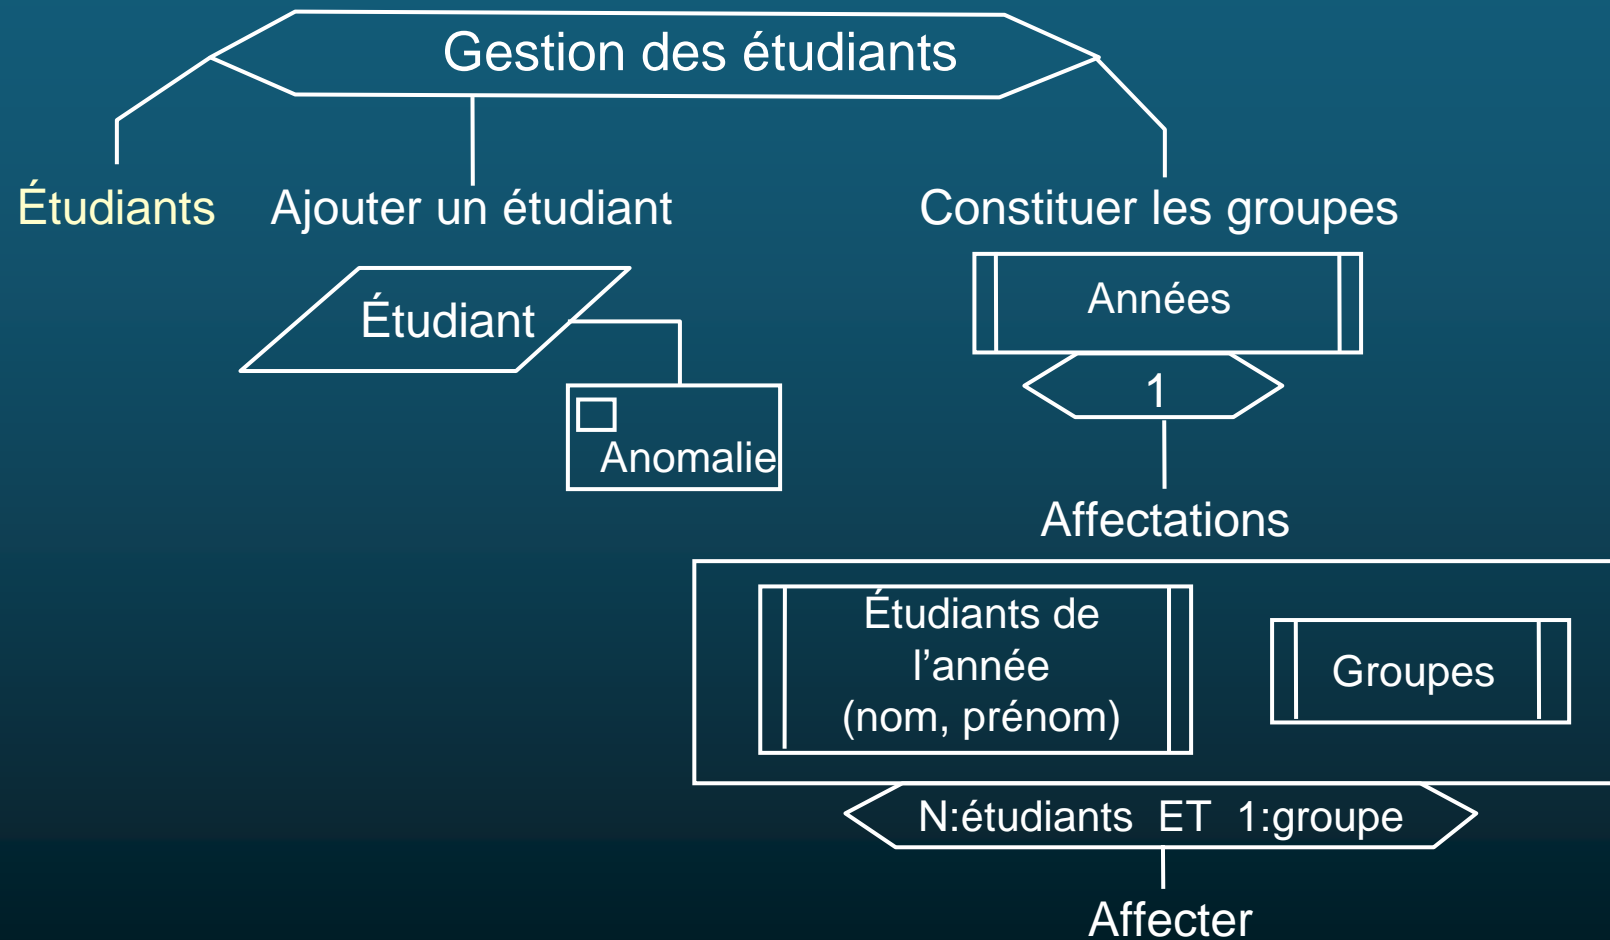 Gestion des étudiants
Étudiants
Ajouter un étudiant
Constituer les groupes
Étudiant
Anomalie
Années
1
Affectations
Étudiants de
l’année
(nom, prénom)
Groupes
N:étudiants ET 1:groupe
Affecter